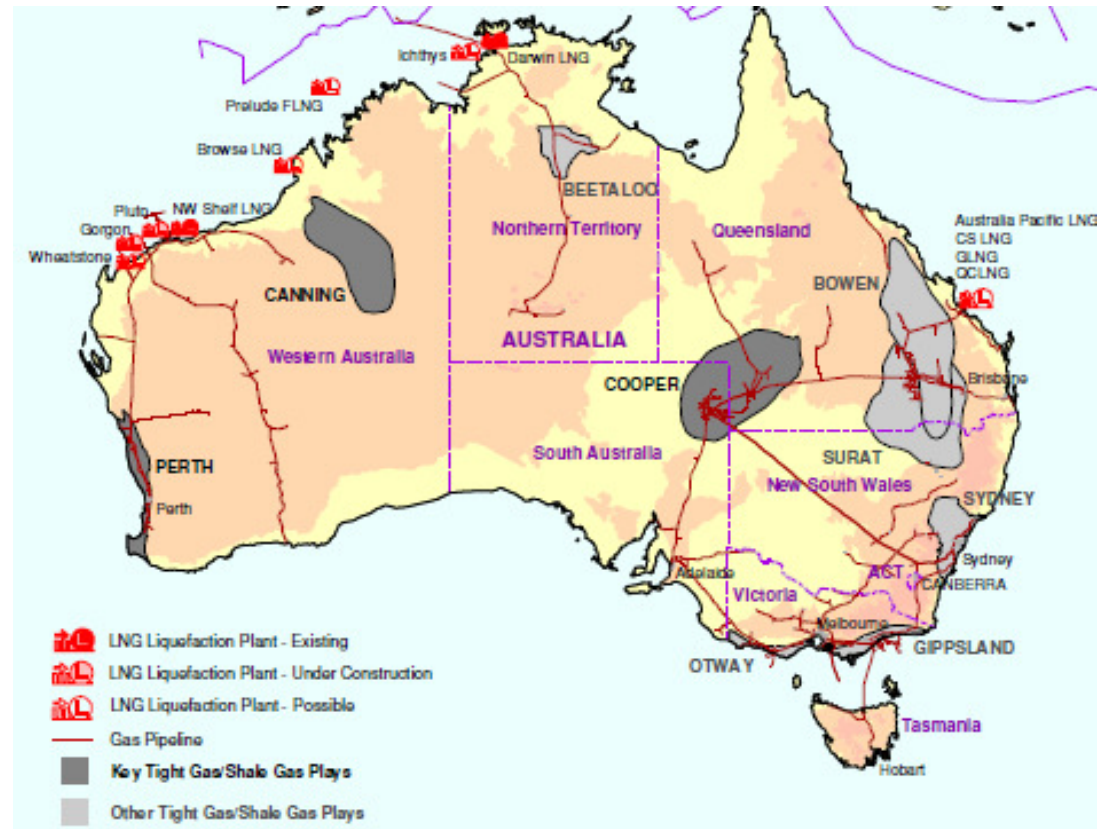 Ichthys
Darwin LNG
Prelude FLNG
Browse LNG
BEETALOO
Pluto
NW Shelf LNG
Gorgon
Wheatstone
Northern Territory
Queensland
Australia Pacific LNG
CS LNG
GLNG
QCLNG
BOWEN
CANNING
AUSTRALIA
Western Australia
COOPER
Brisbane
South Australia
SURAT
PERTH
New South Wales
SYDNEY
Perth
Sydney
Adelaide
ACT
CANBERRA
Victoria
Melbourne
GIPPSLAND
OTWAY
Tasmania
Hobart
LNG Liquefaction Plant - Existing
LNG Liquefaction Plant - Under Construction
LNG Liquefaction Plant - Possible
Gas Pipeline
Key Tight Gas/Shale Gas Plays
Other Tight Gas/Shale Gas Plays